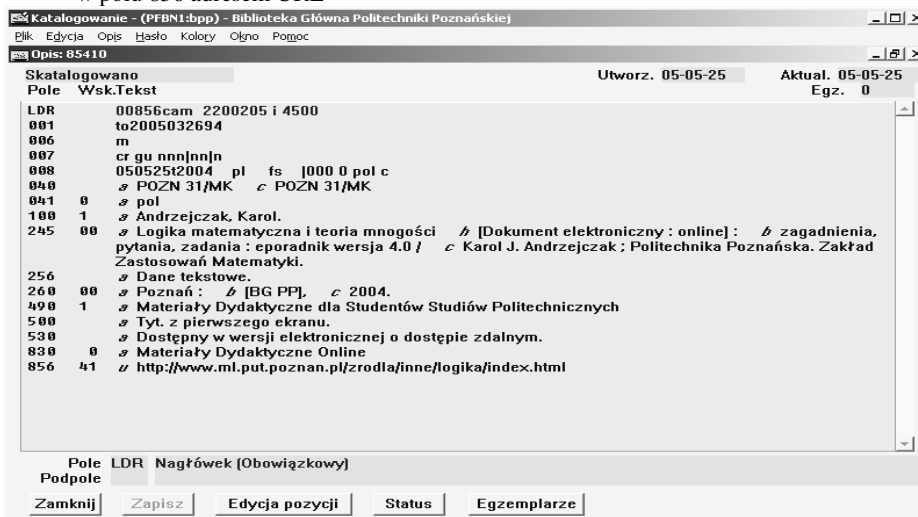 w polu 856 adresem URL
Katalogowanie - (PFBN1:bpp) - Biblioteka Główna Politechniki Poznańskiej
Plik Edycja Opis Hasło Kolory Okno Pomoc
Opis: 85410
Skatalogowano Utworz. 05-05-25 Aktual. 05-05-25
Pole Wsk.Tekst Egz. 0
LDR 00856cam 2200205 i 4500
001 to2005032694
006 m
007 cr gu nnn|nn|n
008 050525t2004 pl fs |000 0 pol c
040 a POZN 31/MK c POZN 31/MK
041 0 a pol
100 1 a Andrzejczak, Karol.
245 00 a Logika matematyczna i teoria mnogości h [Dokument elektroniczny : online] : b zagadnienia,
pytania, zadania : eporadnik wersja 4.0 / c Karol J. Andrzejczak ; Politechnika Poznańska. Zakład
Zastosowań Matematyki.
256 a Dane tekstowe.
260 00 a Poznań : b [BG PP], c 2004.
490 1 a Materiały Dydaktyczne dla Studentów Studiów Politechnicznych
500 a Tyt. z pierwszego ekranu.
530 a Dostępny w wersji elektronicznej o dostępie zdalnym.
830 0 a Materiały Dydaktyczne Online
856 41 u http://www.ml.put.poznan.pl/zrodla/inne/logika/index.html
Pole LDR Nagłówek (Obowiązkowy)
Podpole
Zamknij Zapisz Edycja pozycji Status Egzemplarze